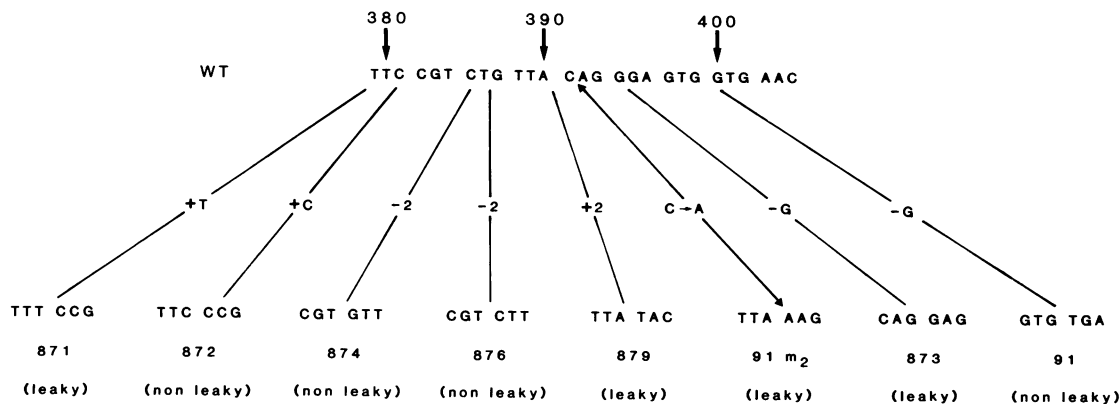 380 390 400
WT TTC CGT CTG TTA CAG GGA GTG GTG AAC
+T +C -2 -2 +2 C→A -G -G
TTT CCG TTC CCG CGT GTT CGT CTT TTA TAC TTA AAG CAG GAG GTG TGA
871 872 874 876 879 91 m2 873 91
(leaky) (non leaky) (non leaky) (non leaky) (leaky) (leaky) (leaky) (non leaky)